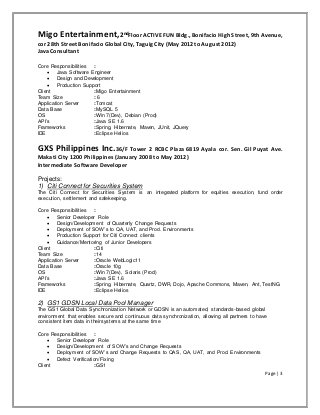 Migo Entertainment, 2nd Floor ACTIVE FUN Bldg., Bonifacio High Street, 9th Avenue,
cor 28th Street Bonifacio Global City, Taguig City (May 2012 to August 2012)
Java Consultant
Core Responsibilities :
• Java Software Engineer
• Design and Development
• Production Support
Client :Migo Entertainment
Team Size : 6
Application Server :Tomcat
Data Base :MySQL 5
OS :Win 7(Dev), Debian (Prod)
API's :Java SE 1.6
Frameworks :Spring Hibernate, Maven, JUnit, JQuery
IDE :Eclipse Helios
GXS Philippines Inc. 36/F Tower 2 RCBC Plaza 6819 Ayala cor. Sen. Gil Puyat Ave.
Makati City 1200 Philippines (January 2008 to May 2012)
Intermediate Software Developer
Projects:
1) Citi Connect for Securities System
The Citi Connect for Securities System is an integrated platform for equities execution, fund order
execution, settlement and safekeeping.
Core Responsibilities :
• Senior Developer Role
• Design/Development of Quarterly Change Requests
• Deployment of SOW's to QA, UAT, and Prod. Environments
• Production Support for Citi Connect clients
• Guidance/Mentoring of Junior Developers
Client :Citi
Team Size :14
Application Server :Oracle WebLogic11
Data Base :Oracle 10g
OS :Win7(Dev), Solaris (Prod)
API's :Java SE 1.6
Frameworks :Spring Hibernate, Quartz, DWR, Dojo, Apache Commons, Maven. Ant, TestNG
IDE :Eclipse Helios
2) GS1 GDSN Local Data Pool Manager
The GS1 Global Data Synchronization Network or GDSN is an automated, standards-based global
environment that enables secure and continuous data synchronization, allowing all partners to have
consistent item data in their systems at the same time
Core Responsibilities :
• Senior Developer Role
• Design/Development of SOW's and Change Requests
• Deployment of SOW's and Change Requests to QAS, QA, UAT, and Prod. Environments
• Defect Verification/Fixing
Client :GS1
Page | 3